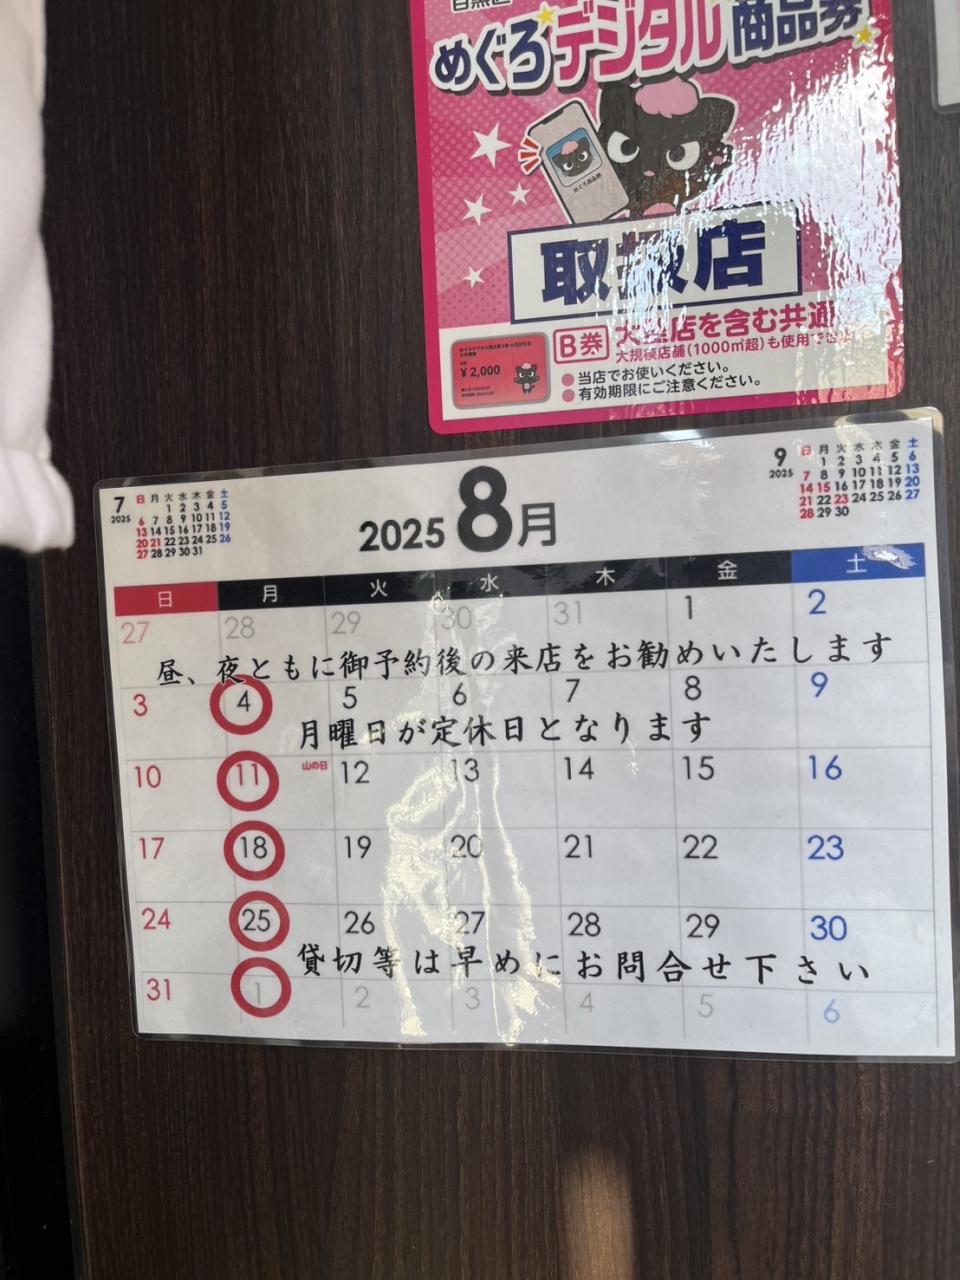 めぐろデジタル商品券
めぐろ商品券
取扱店
B券
大型店を含む共通
大規模店舗(1000㎡超)も使用
¥2,000
●当店でお使いください。
●有効期限にご注意ください。
7
2025
日 月 火 水 木 金 土
1 2 3 4 5
6 7 8 9 10 11 12
13 14 15 16 17 18 19
20 21 22 23 24 25 26
27 28 29 30 31
2025 8月
9
2025
日 月 火 水 木 金 土
1 2 3 4 5 6
7 8 9 10 11 12 13
14 15 16 17 18 19 20
21 22 23 24 25 26 27
28 29 30
日 月 火 水 木 金 土
27 28 29 30 31 1 2
昼、夜ともに御予約後の来店をお勧めいたします
3 4 5 6 7 8 9
月曜日が定休日となります
10 11 山の日 12 13 14 15 16
17 18 19 20 21 22 23
24 25 26 27 28 29 30
貸切等は早めにお問合せ下さい
31 1 2 3 4 5 6